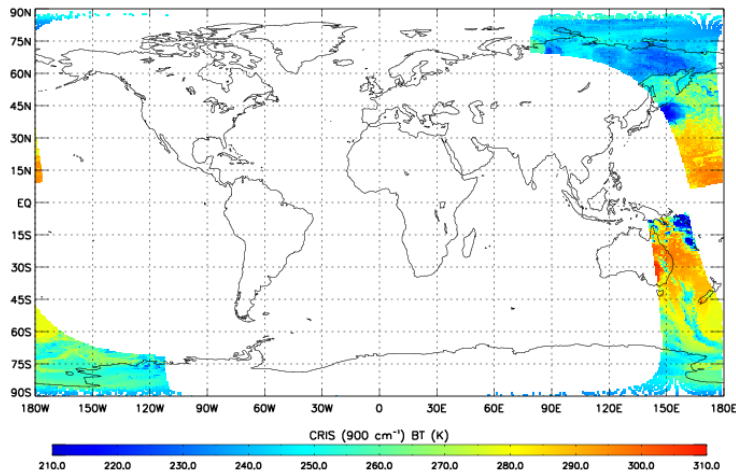 90N
75N
60N
45N
30N
15N
EQ
15S
30S
45S
60S
75S
90S
180W 150W 120W 90W 60W 30W 0 30E 60E 90E 120E 150E 180E
CRIS (900 cm⁻¹) BT (K)
210.0 220.0 230.0 240.0 250.0 260.0 270.0 280.0 290.0 300.0 310.0